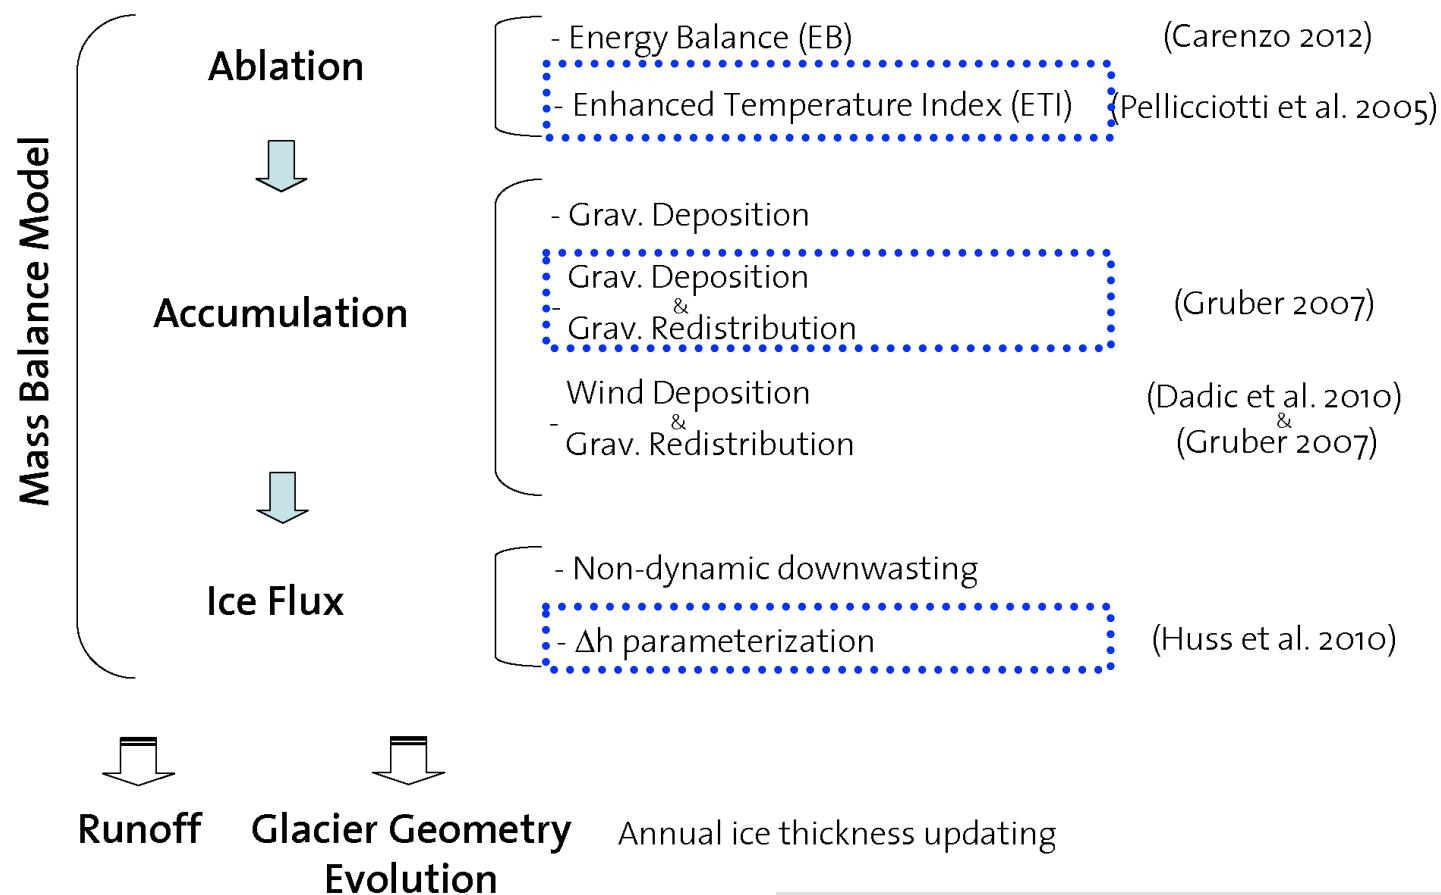 Mass Balance Model
Ablation
- Energy Balance (EB)
(Carenzo 2012)
- Enhanced Temperature Index (ETI)
(Pellicciotti et al. 2005)
Accumulation
- Grav. Deposition
- Grav. Deposition
&
Grav. Redistribution
(Gruber 2007)
- Wind Deposition
&
Grav. Redistribution
(Dadic et al. 2010)
&
(Gruber 2007)
Ice Flux
- Non-dynamic downwasting
- Δh parameterization
(Huss et al. 2010)
Runoff
Glacier Geometry
Evolution
Annual ice thickness updating